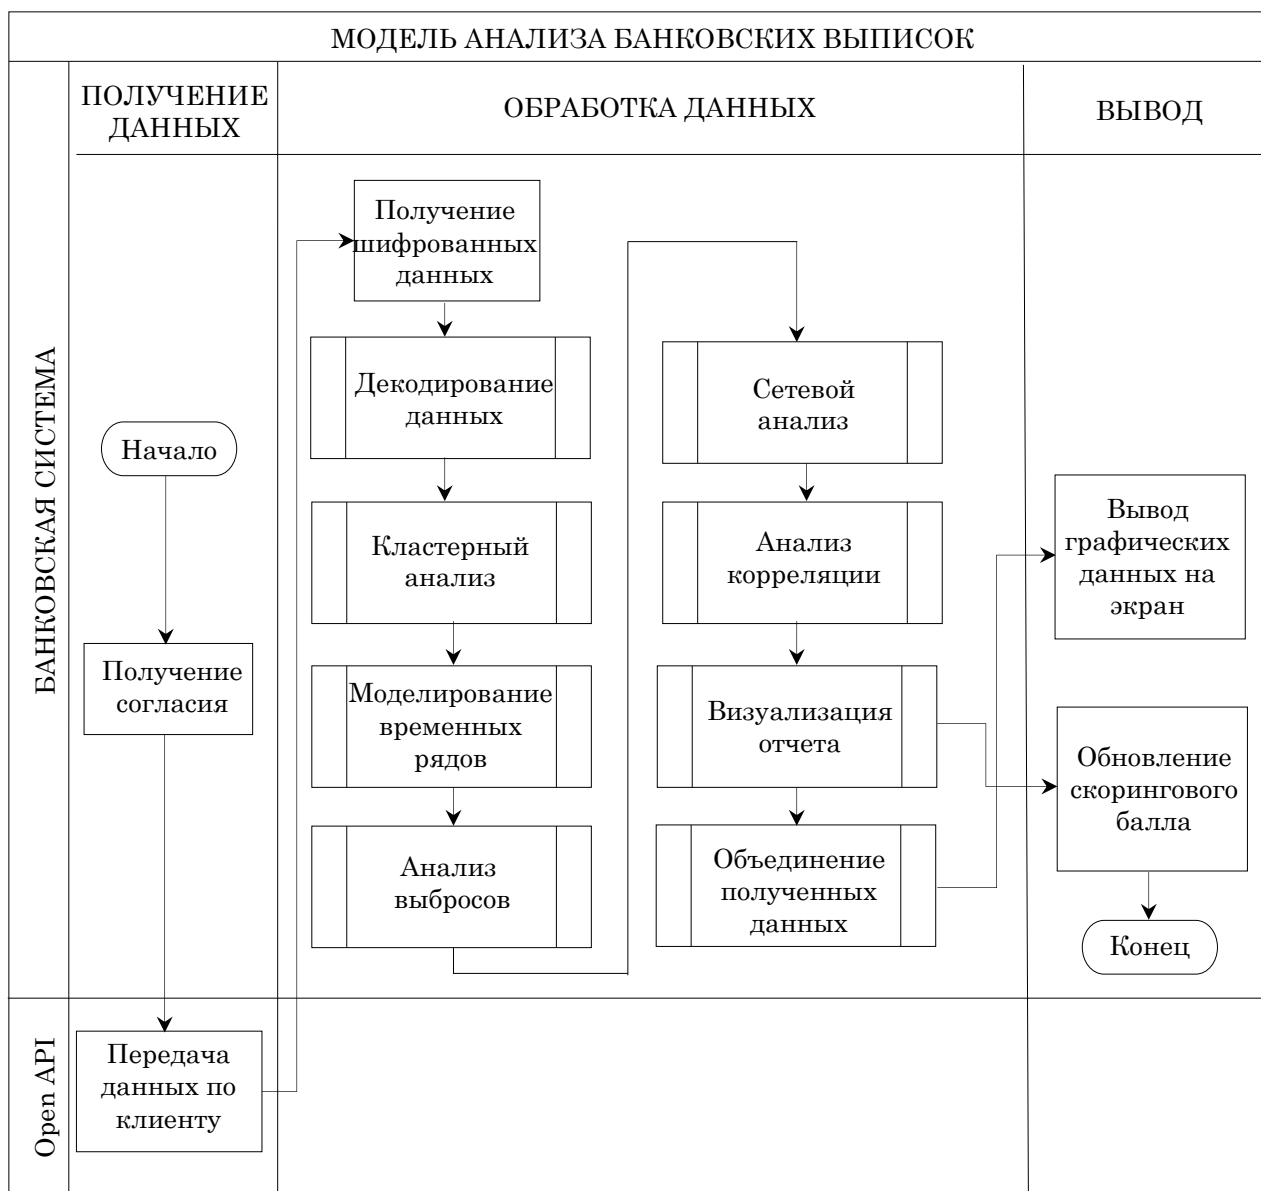 МОДЕЛЬ АНАЛИЗА БАНКОВСКИХ ВЫПИСОК
ПОЛУЧЕНИЕ
ДАННЫХ
ОБРАБОТКА ДАННЫХ
ВЫВОД
БАНКОВСКАЯ СИСТЕМА
Начало
Получение
согласия
Получение
шифрованных
данных
Декодирование
данных
Кластерный
анализ
Моделирование
временных
рядов
Анализ
выбросов
Сетевой
анализ
Анализ
корреляции
Визуализация
отчета
Объединение
полученных
данных
Вывод
графических
данных на
экран
Обновление
скорингового
балла
Конец
Open API
Передача
данных по
клиенту